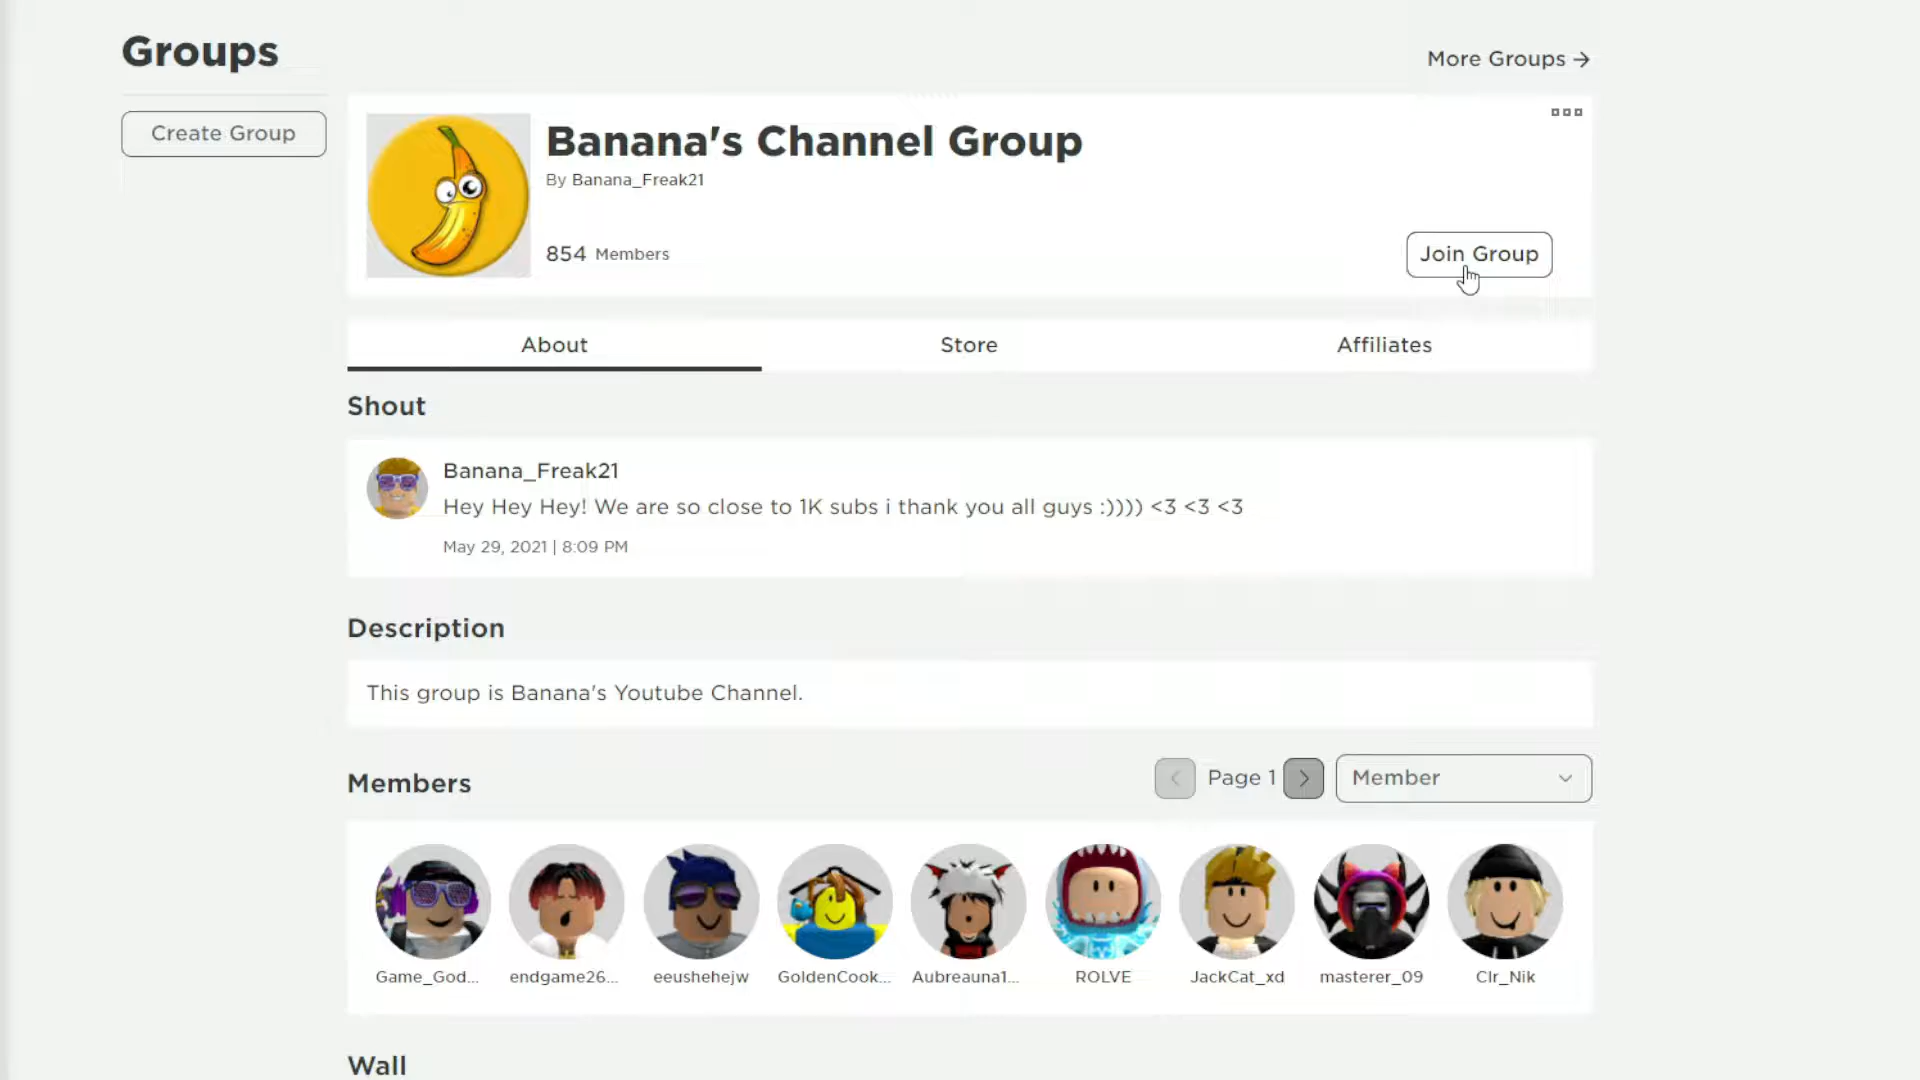 Groups
More Groups →
Create Group
Banana's Channel Group
By Banana_Freak21
854 Members
Join Group
About
Store
Affiliates
Shout
Banana_Freak21
Hey Hey Hey! We are so close to 1K subs i thank you all guys :)))) <3 <3 <3
May 29, 2021 | 8:09 PM
Description
This group is Banana's Youtube Channel.
Members
Page 1
Member
Game_God...
endgame26...
eeushehejw
GoldenCook...
Aubreauna1...
ROLVE
JackCat_xd
masterer_09
Clr_Nik
Wall